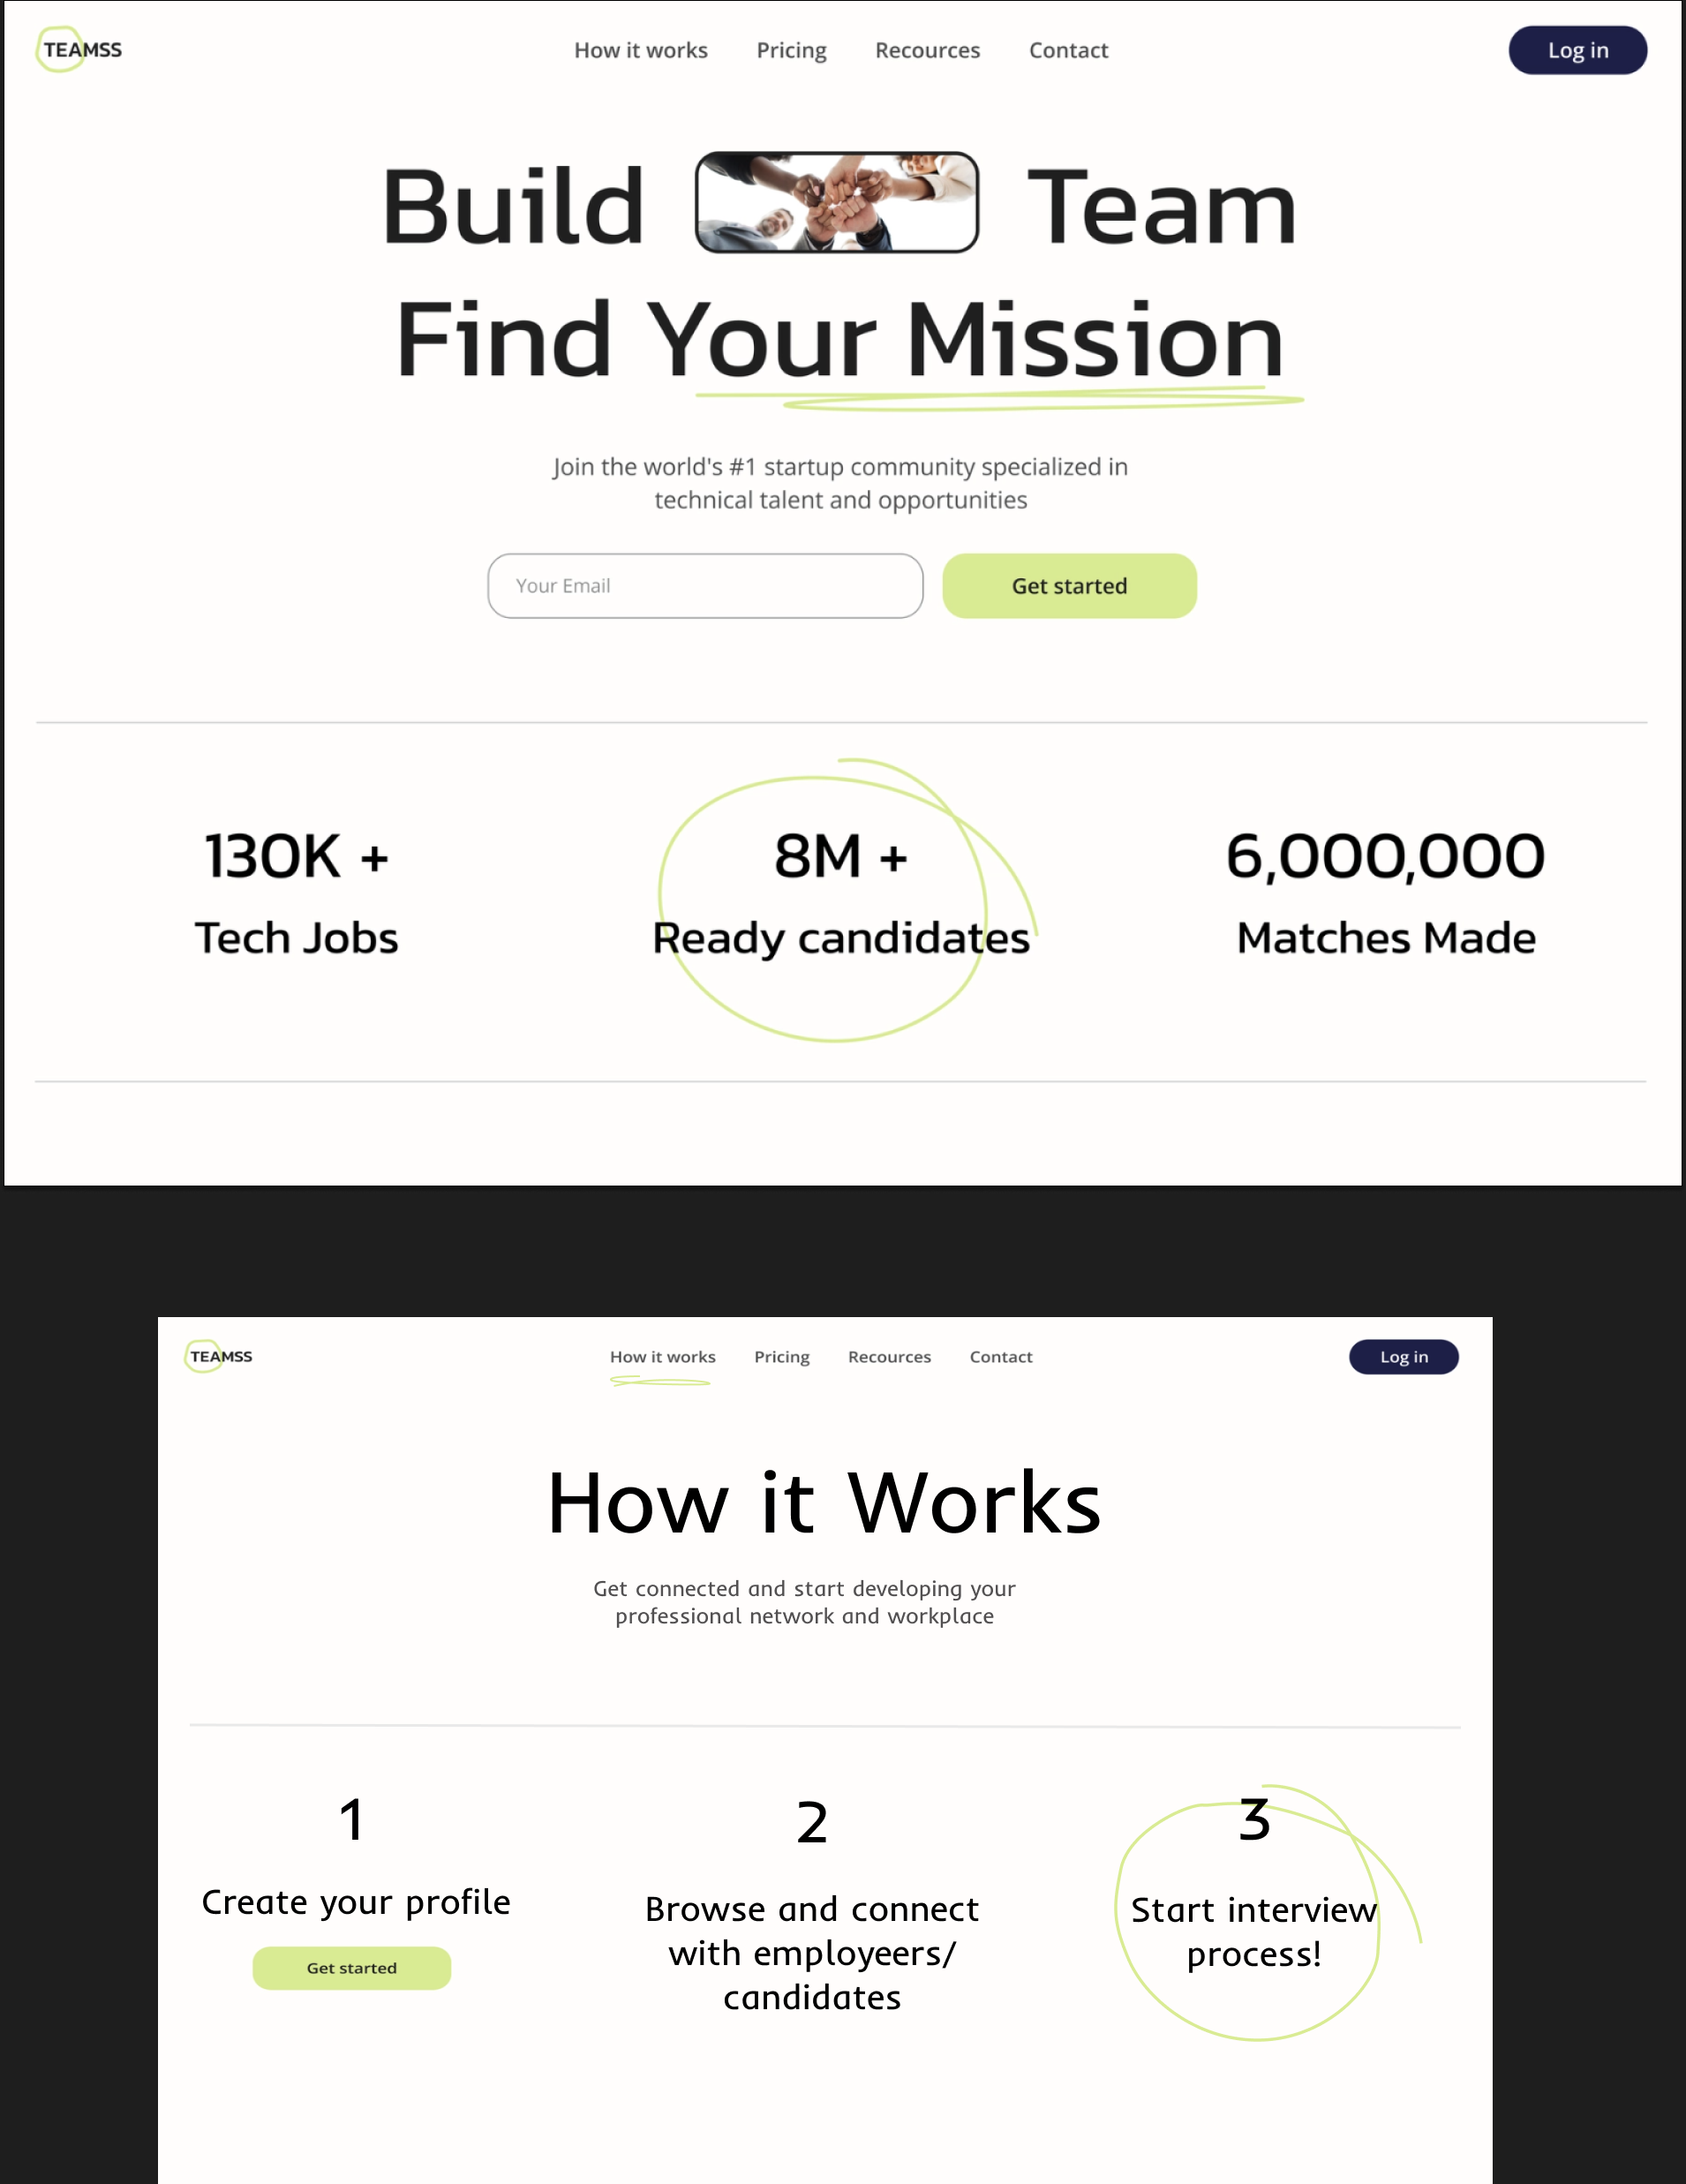 TEAMSS
How it works Pricing Recources Contact
Log in
Build Team
Find Your Mission
Join the world's #1 startup community specialized in
technical talent and opportunities
Your Email
Get started
130K +
Tech Jobs
8M +
Ready candidates
6,000,000
Matches Made
TEAMSS
How it works Pricing Recources Contact
Log in
How it Works
Get connected and start developing your
professional network and workplace
1
Create your profile
Get started
2
Browse and connect
with employeers/
candidates
3
Start interview
process!